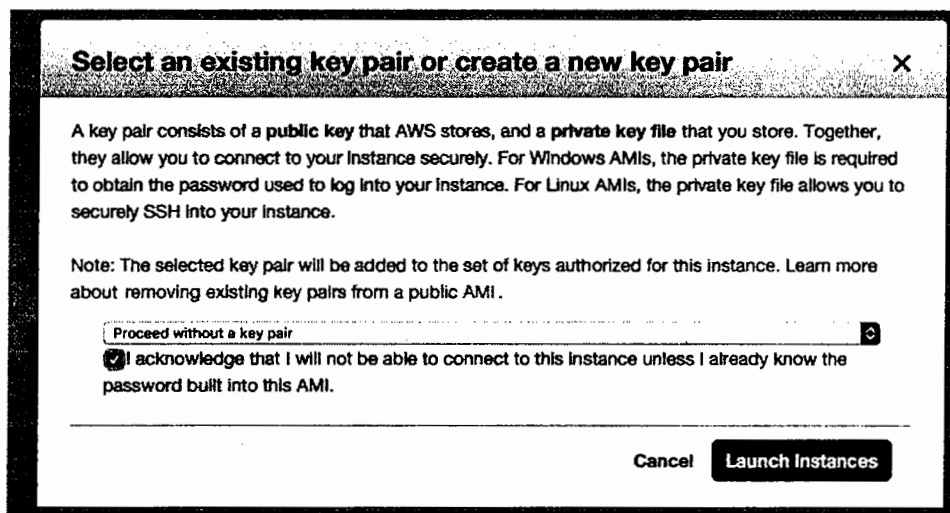 Select an existing key pair or create a new key pair ×
A key pair consists of a public key that AWS stores, and a private key file that you store. Together,
they allow you to connect to your instance securely. For Windows AMIs, the private key file is required
to obtain the password used to log into your instance. For Linux AMIs, the private key file allows you to
securely SSH into your instance.
Note: The selected key pair will be added to the set of keys authorized for this instance. Learn more
about removing existing key pairs from a public AMI.
Proceed without a key pair
I acknowledge that I will not be able to connect to this instance unless I already know the
password built into this AMI.
Cancel Launch Instances